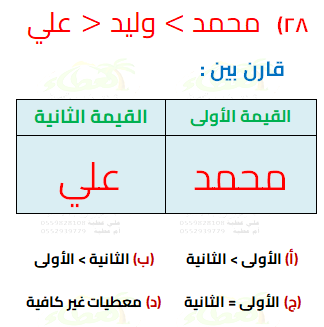 ٢٨) محمد > وليد < علي
قارن بين :
القيمة الأولى القيمة الثانية
محمد علي
(أ) الأولى > الثانية (ب) الثانية > الأولى
(ج) الأولى = الثانية (د) معطيات غير كافية